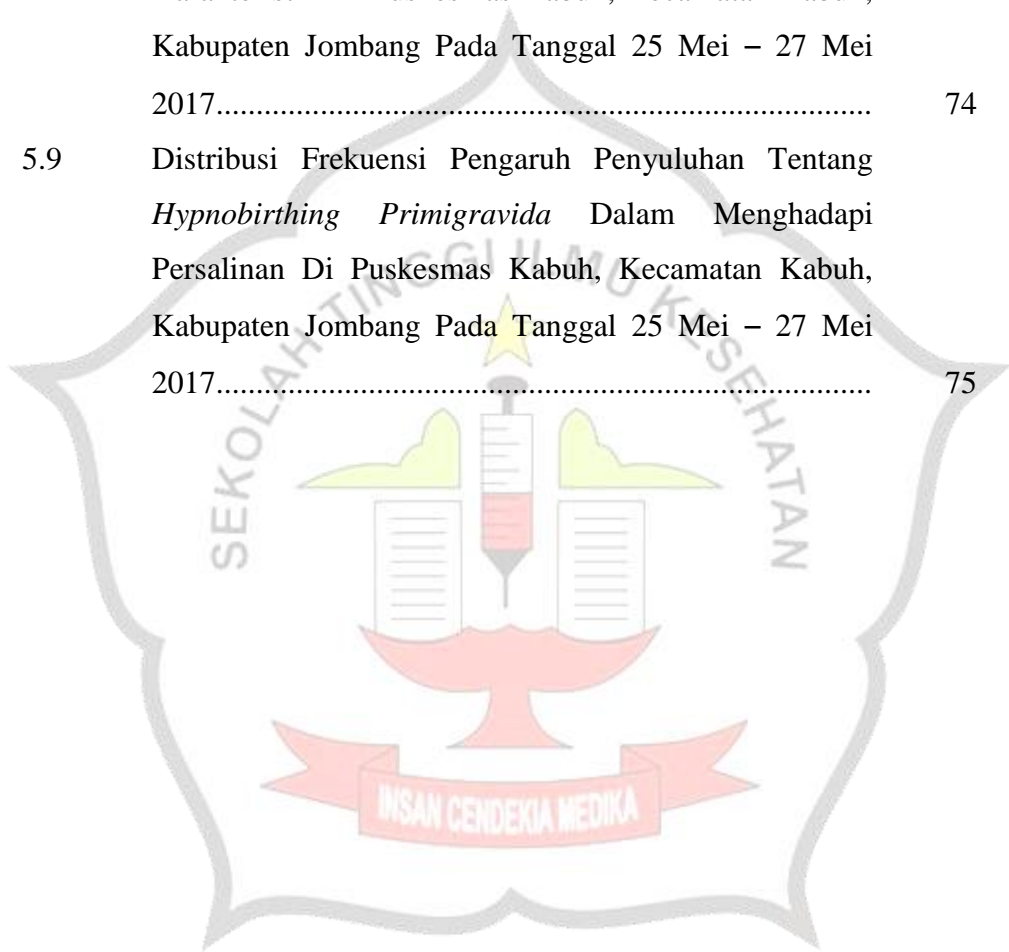 Kabupaten Jombang Pada Tanggal 25 Mei – 27 Mei
2017.................................................................................. 74
5.9 Distribusi Frekuensi Pengaruh Penyuluhan Tentang
Hypnobirthing Primigravida Dalam Menghadapi
Persalinan Di Puskesmas Kabuh, Kecamatan Kabuh,
Kabupaten Jombang Pada Tanggal 25 Mei – 27 Mei
2017.................................................................................. 75
SEKOLAH TINGGI ILMU KESEHATAN
INSAN CENDEKIA MEDIKA